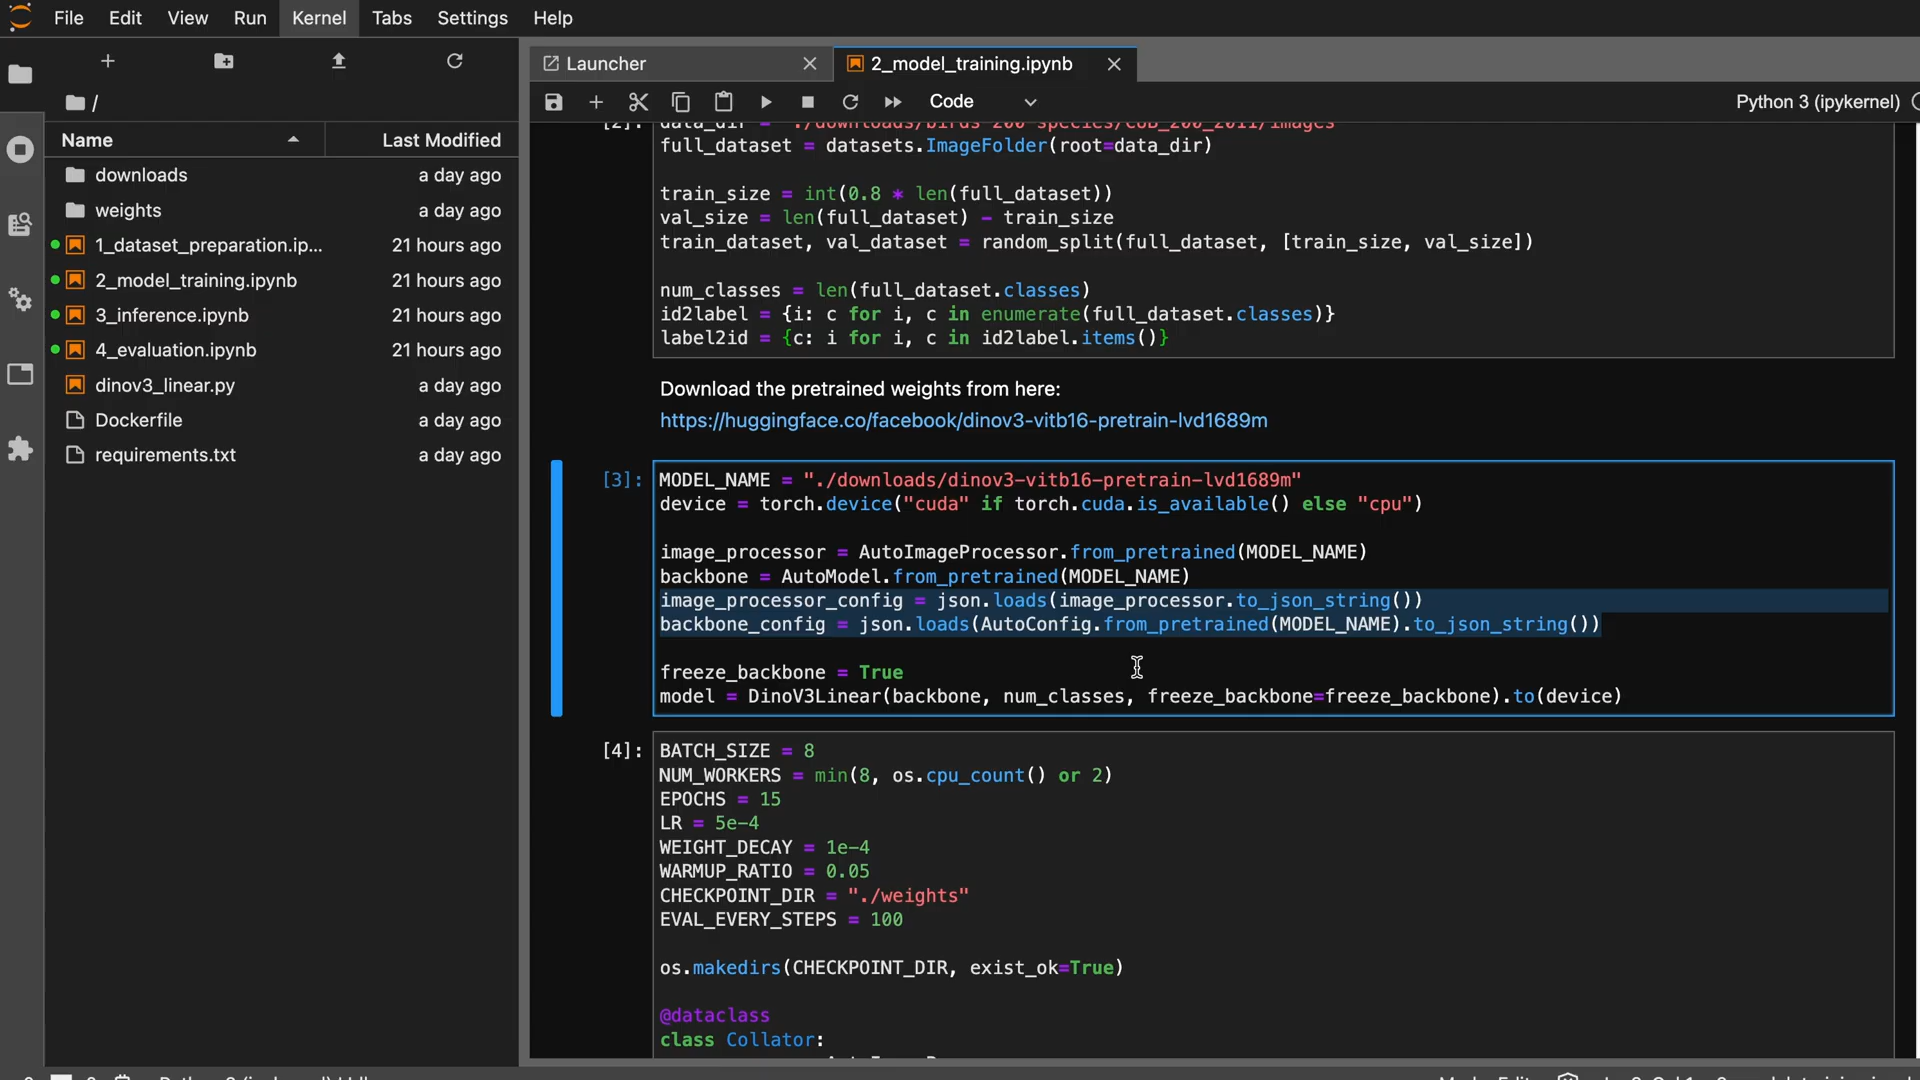 File Edit View Run Kernel Tabs Settings Help
Launcher
2_model_training.ipynb
Code
Python 3 (ipykernel)
/
Name Last Modified
downloads a day ago
weights a day ago
1_dataset_preparation.ip... 21 hours ago
2_model_training.ipynb 21 hours ago
3_inference.ipynb 21 hours ago
4_evaluation.ipynb 21 hours ago
dinov3_linear.py a day ago
Dockerfile a day ago
requirements.txt a day ago
[2]: data_dir = "./downloads/birds-200-species/CUB_200_2011/images"
full_dataset = datasets.ImageFolder(root=data_dir)
train_size = int(0.8 * len(full_dataset))
val_size = len(full_dataset) - train_size
train_dataset, val_dataset = random_split(full_dataset, [train_size, val_size])
num_classes = len(full_dataset.classes)
id2label = {i: c for i, c in enumerate(full_dataset.classes)}
label2id = {c: i for i, c in id2label.items()}
Download the pretrained weights from here:
https://huggingface.co/facebook/dinov3-vitb16-pretrain-lvd1689m
[3]: MODEL_NAME = "./downloads/dinov3-vitb16-pretrain-lvd1689m"
device = torch.device("cuda" if torch.cuda.is_available() else "cpu")
image_processor = AutoImageProcessor.from_pretrained(MODEL_NAME)
backbone = AutoModel.from_pretrained(MODEL_NAME)
image_processor_config = json.loads(image_processor.to_json_string())
backbone_config = json.loads(AutoConfig.from_pretrained(MODEL_NAME).to_json_string())
freeze_backbone = True
model = DinoV3Linear(backbone, num_classes, freeze_backbone=freeze_backbone).to(device)
[4]: BATCH_SIZE = 8
NUM_WORKERS = min(8, os.cpu_count() or 2)
EPOCHS = 15
LR = 5e-4
WEIGHT_DECAY = 1e-4
WARMUP_RATIO = 0.05
CHECKPOINT_DIR = "./weights"
EVAL_EVERY_STEPS = 100
os.makedirs(CHECKPOINT_DIR, exist_ok=True)
@dataclass
class Collator: